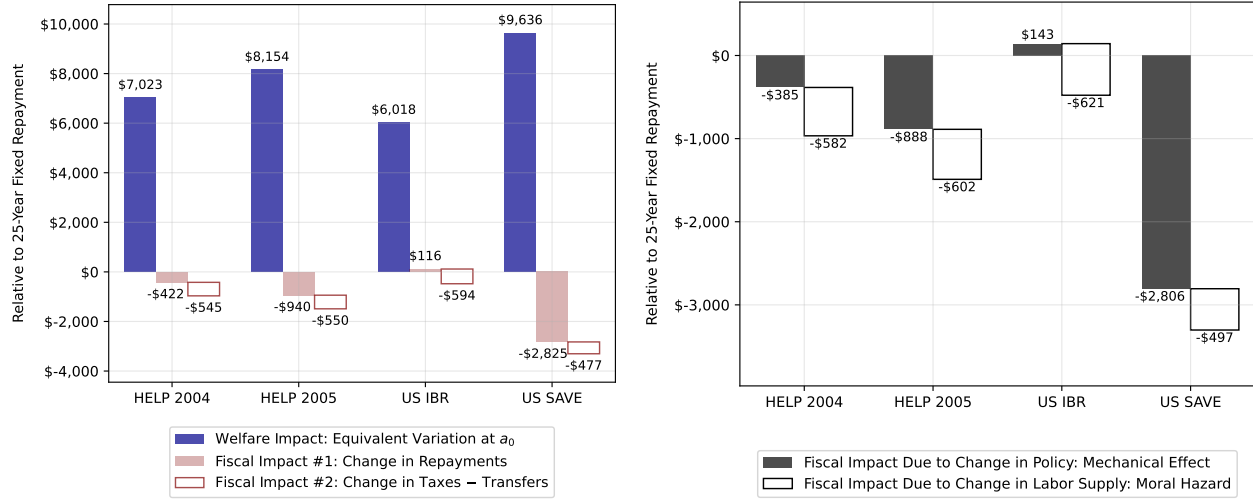 Relative to 25-Year Fixed Repayment
$10,000
$8,000
$6,000
$4,000
$2,000
$0
$-2,000
$-4,000
$7,023
-$422
-$545
$8,154
-$940
-$550
$6,018
$116
-$594
$9,636
-$2,825
-$477
HELP 2004
HELP 2005
US IBR
US SAVE
Welfare Impact: Equivalent Variation at a₀
Fiscal Impact #1: Change in Repayments
Fiscal Impact #2: Change in Taxes − Transfers
Relative to 25-Year Fixed Repayment
$0
$-1,000
$-2,000
$-3,000
-$385
-$582
-$888
-$602
$143
-$621
-$2,806
-$497
HELP 2004
HELP 2005
US IBR
US SAVE
Fiscal Impact Due to Change in Policy: Mechanical Effect
Fiscal Impact Due to Change in Labor Supply: Moral Hazard